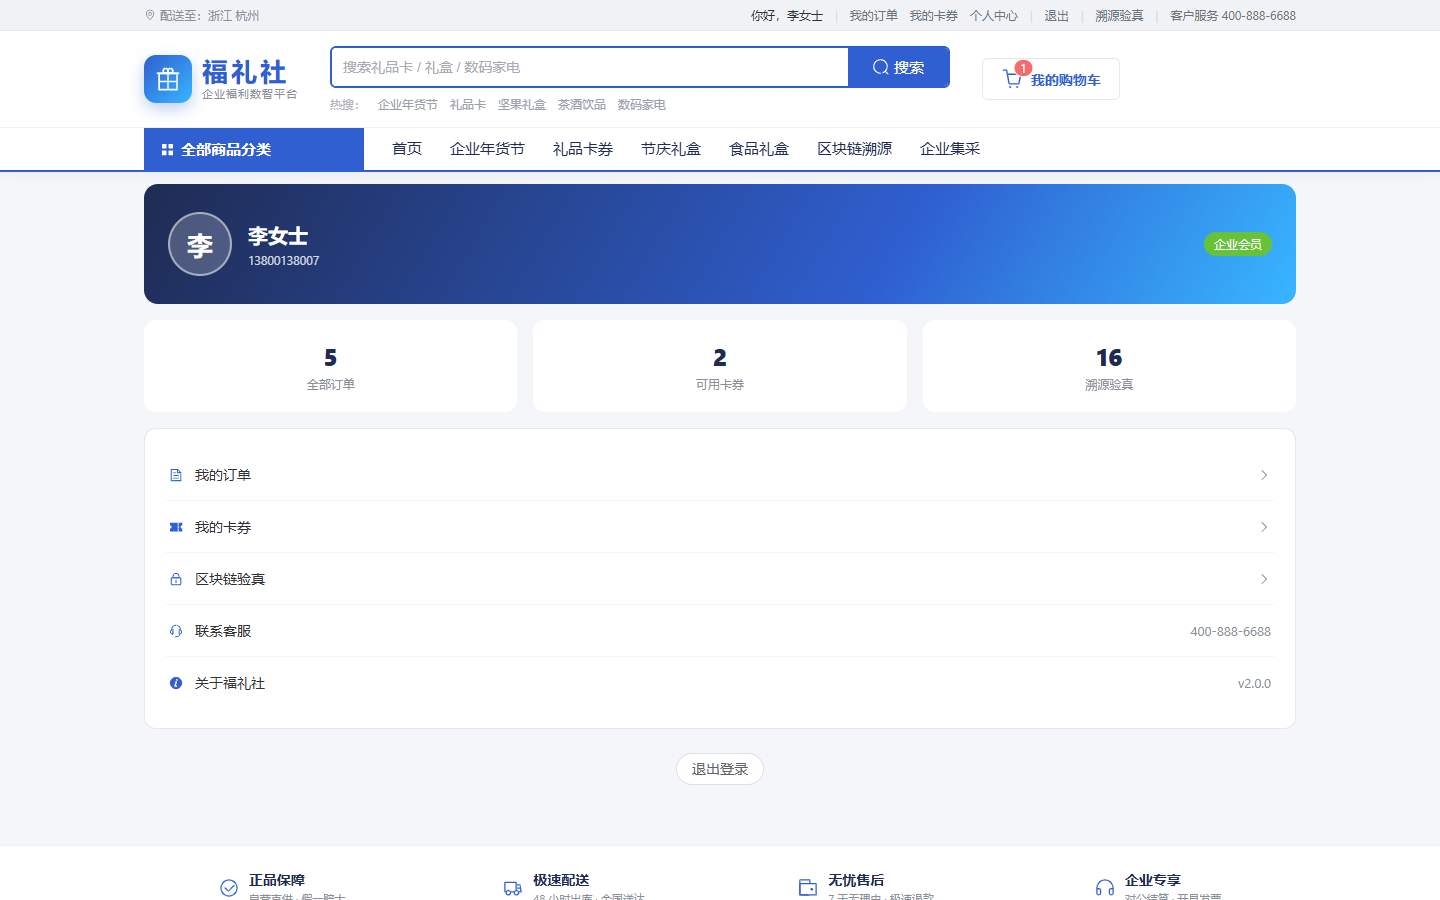 配送至：浙江 杭州
你好，李女士 | 我的订单 我的卡券 个人中心 | 退出 | 溯源验真 | 客户服务 400-888-6688
福礼社
企业福利数智平台
搜索礼品卡 / 礼盒 / 数码家电
搜索
1
我的购物车
热搜： 企业年货节 礼品卡 坚果礼盒 茶酒饮品 数码家电
全部商品分类 首页 企业年货节 礼品卡券 节庆礼盒 食品礼盒 区块链溯源 企业集采
李
李女士
13800138007
企业会员
5
全部订单
2
可用卡券
16
溯源验真
我的订单
我的卡券
区块链验真
联系客服 400-888-6688
关于福礼社 v2.0.0
退出登录
正品保障 极速配送 无忧售后 企业专享